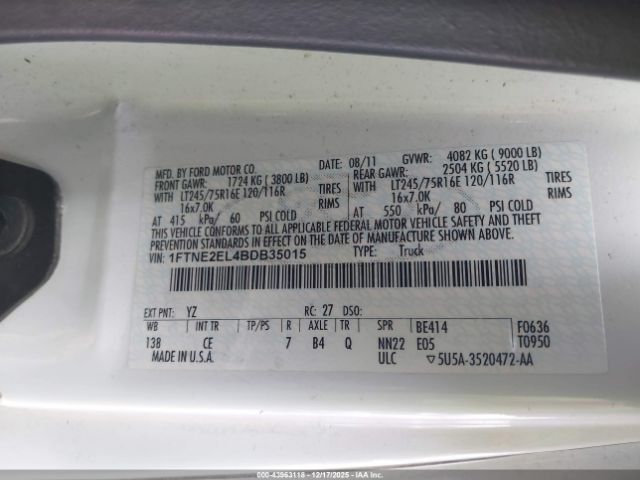 MFD. BY FORD MOTOR CO. DATE: 08/11 GVWR: 4082 KG ( 9000 LB)
FRONT GAWR: 1724 KG ( 3800 LB) REAR GAWR: 2504 KG ( 5520 LB)
WITH LT245/75R16E 120/116R TIRES WITH LT245/75R16E 120/116R TIRES
16x7.0K RIMS 16x7.0K RIMS
AT 415 kPa/ 60 PSI COLD AT 550 kPa/ 80 PSI COLD
THIS VEHICLE CONFORMS TO ALL APPLICABLE FEDERAL MOTOR VEHICLE SAFETY AND THEFT
PREVENTION STANDARDS IN EFFECT ON THE DATE OF MANUFACTURE SHOWN ABOVE.
VIN: 1FTNE2EL4BDB35015 TYPE: Truck
EXT PNT: YZ RC: 27 DSO:
WB INT TR TP/PS R AXLE TR SPR BE414 F0636
138 CE 7 B4 Q NN22 E05 T0950
MADE IN U.S.A. ULC ▽5U5A-3520472-AA
000-43953118 - 12/17/2025 - IAA